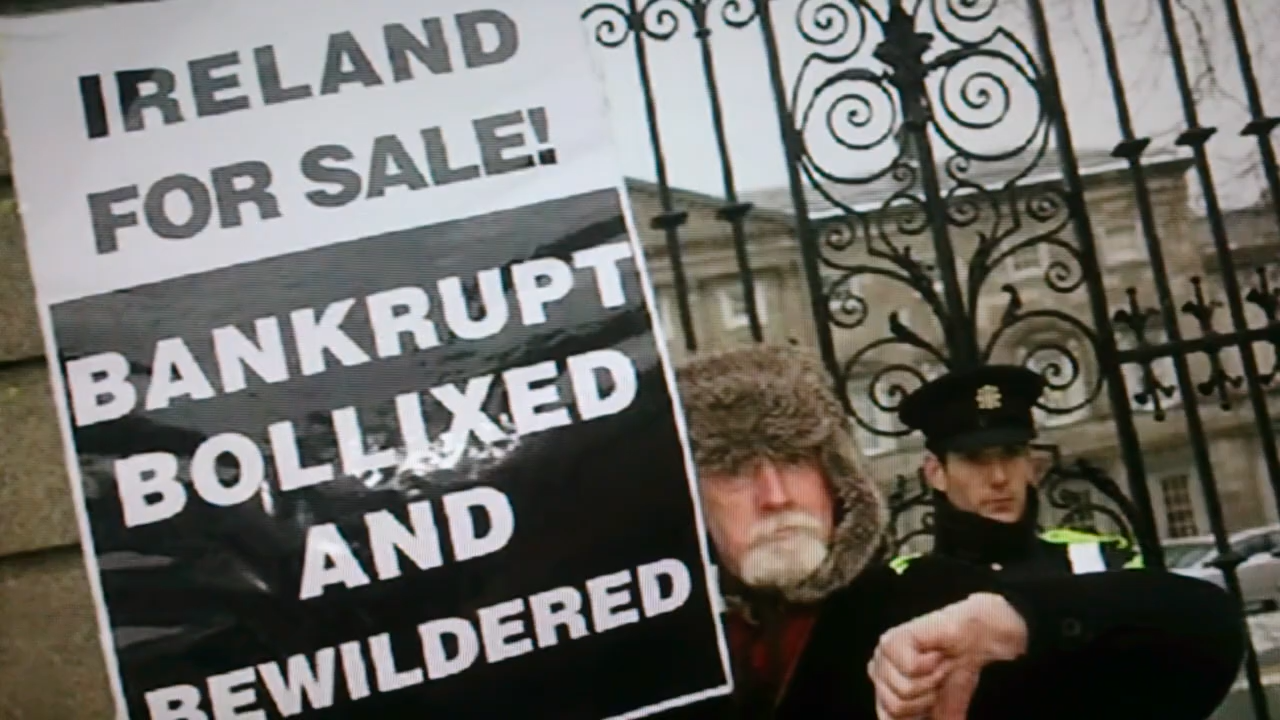 IRELAND
FOR SALE!
BANKRUPT
BOLLIXED
AND
BEWILDERED